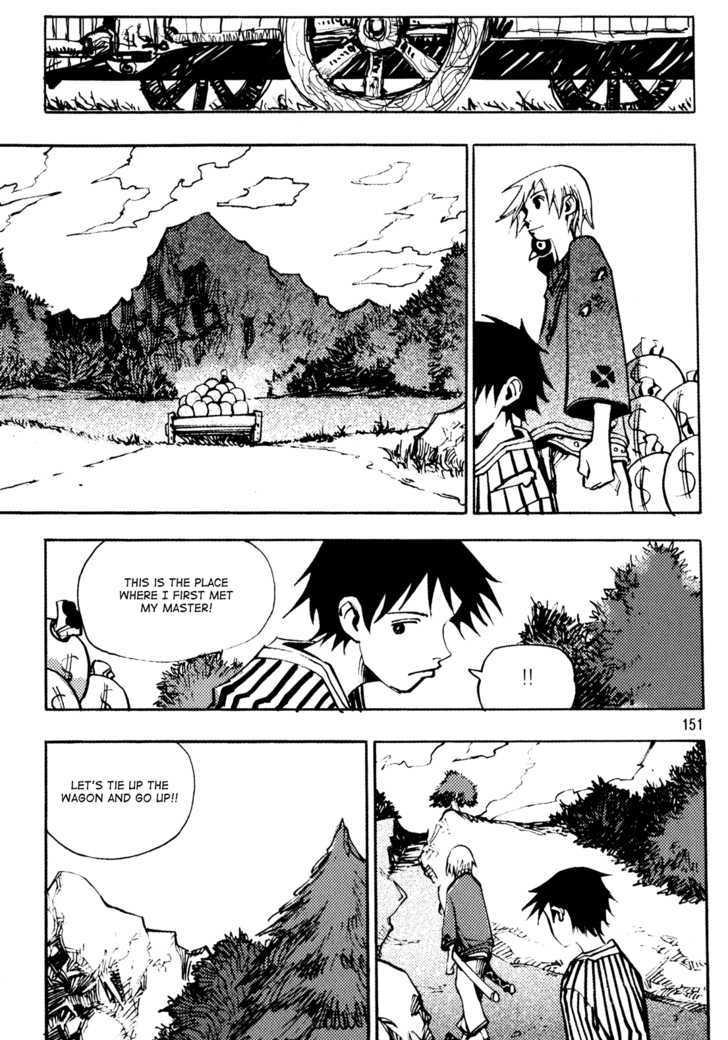 THIS IS THE PLACE
WHERE I FIRST MET
MY MASTER!
!!
151
LET'S TIE UP THE
WAGON AND GO UP!!
$
$
$
$
$